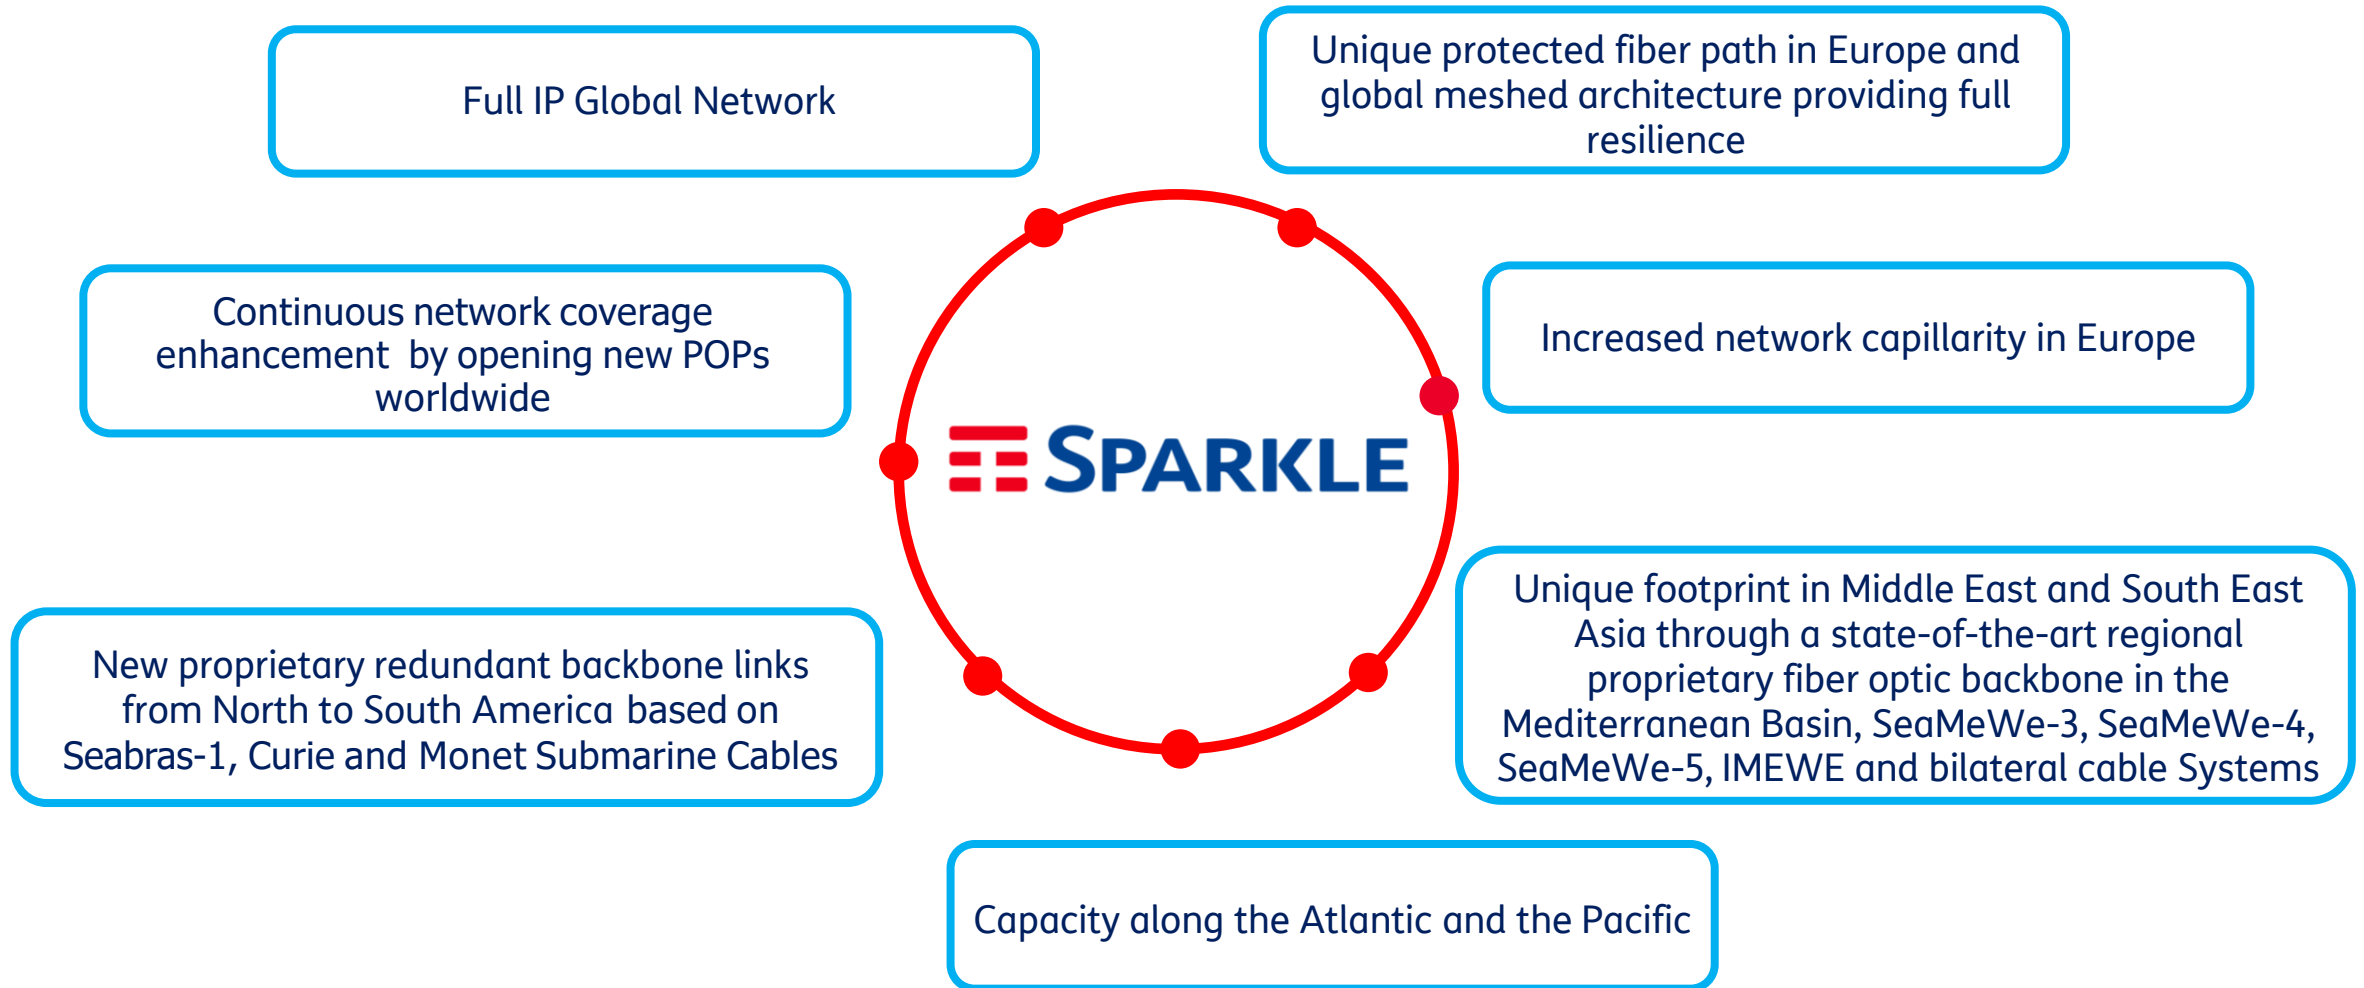 Full IP Global Network
Unique protected fiber path in Europe and
global meshed architecture providing full
resilience
Continuous network coverage
enhancement by opening new POPs
worldwide
Increased network capillarity in Europe
SPARKLE
New proprietary redundant backbone links
from North to South America based on
Seabras-1, Curie and Monet Submarine Cables
Unique footprint in Middle East and South East
Asia through a state-of-the-art regional
proprietary fiber optic backbone in the
Mediterranean Basin, SeaMeWe-3, SeaMeWe-4,
SeaMeWe-5, IMEWE and bilateral cable Systems
Capacity along the Atlantic and the Pacific